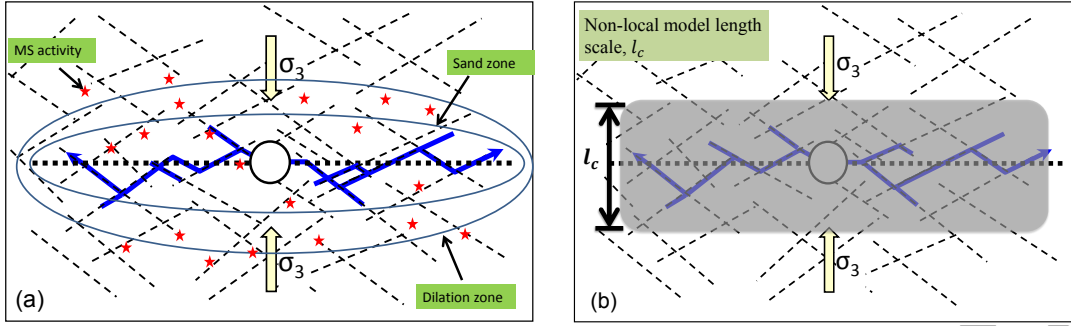 MS activity
σ3
Sand zone
σ3
Dilation zone
(a)
Non-local model length
scale, lc
σ3
lc
σ3
(b)